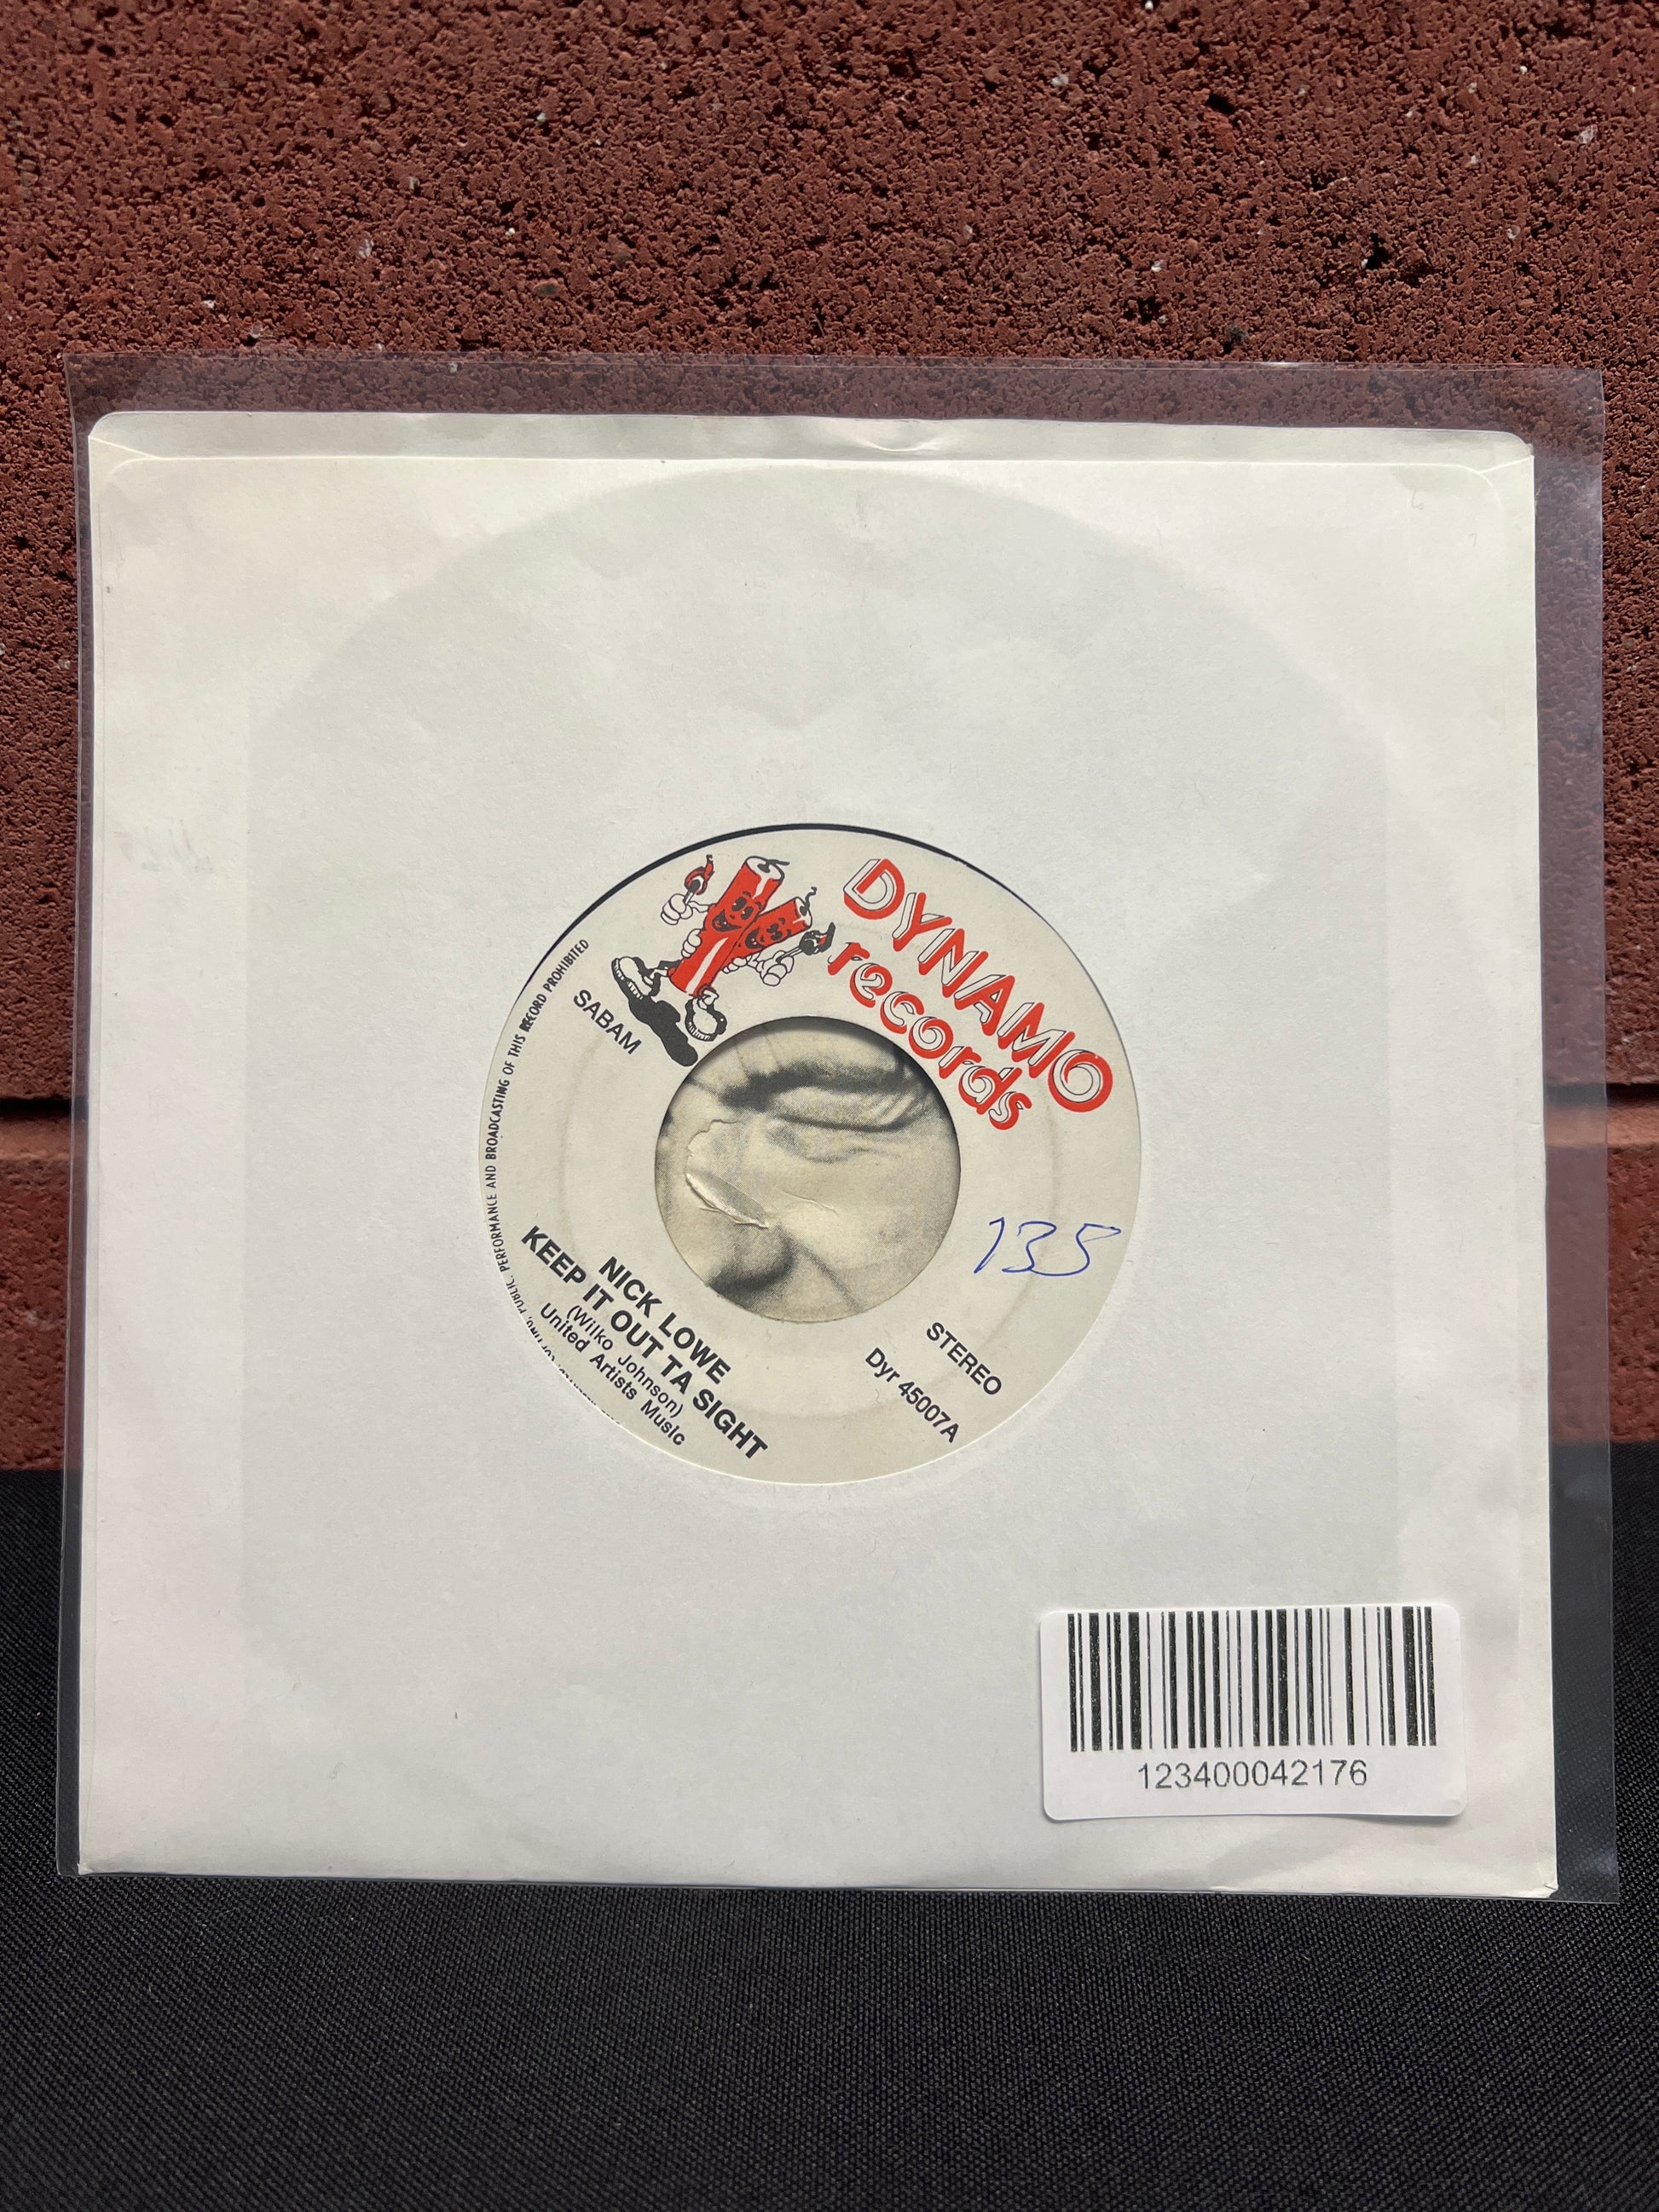 DYNAMO
records
OF THIS RECORD PROHIBITED
PUBLIC PERFORMANCE AND BROADCASTING
SABAM
135
STEREO
Dyr 45007A
NICK LOWE
KEEP IT OUT TA SIGHT
(Wilko Johnson)
United Artists Music
123400042176